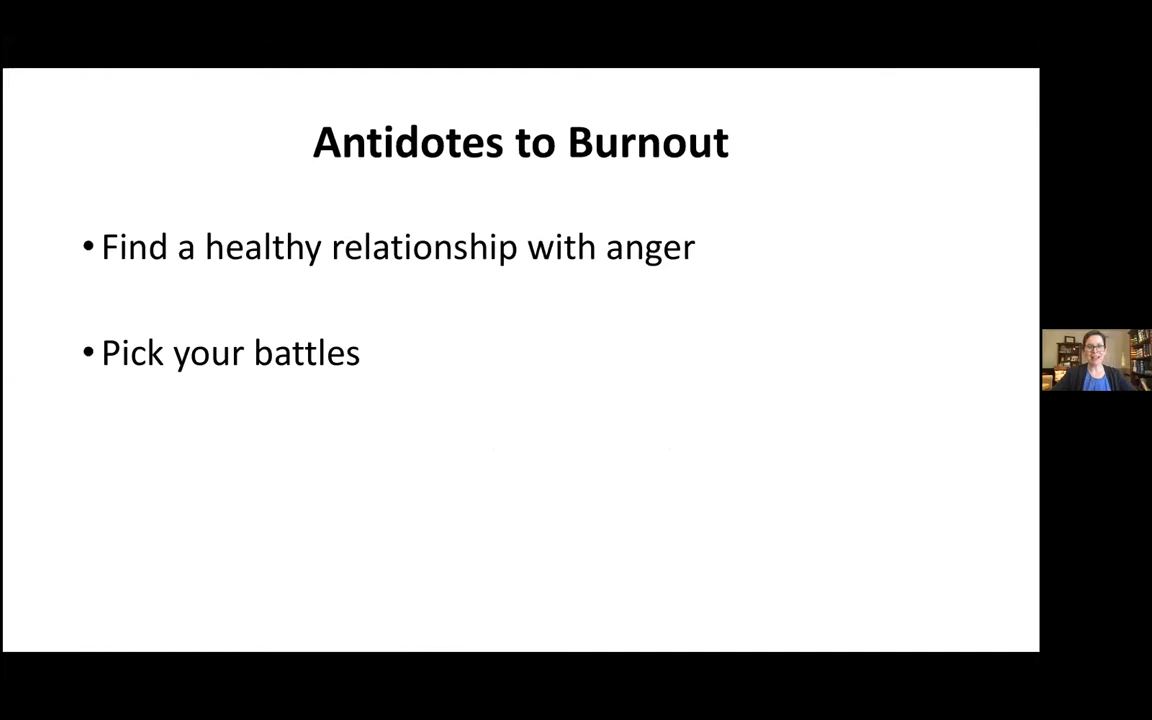 Antidotes to Burnout
• Find a healthy relationship with anger
• Pick your battles